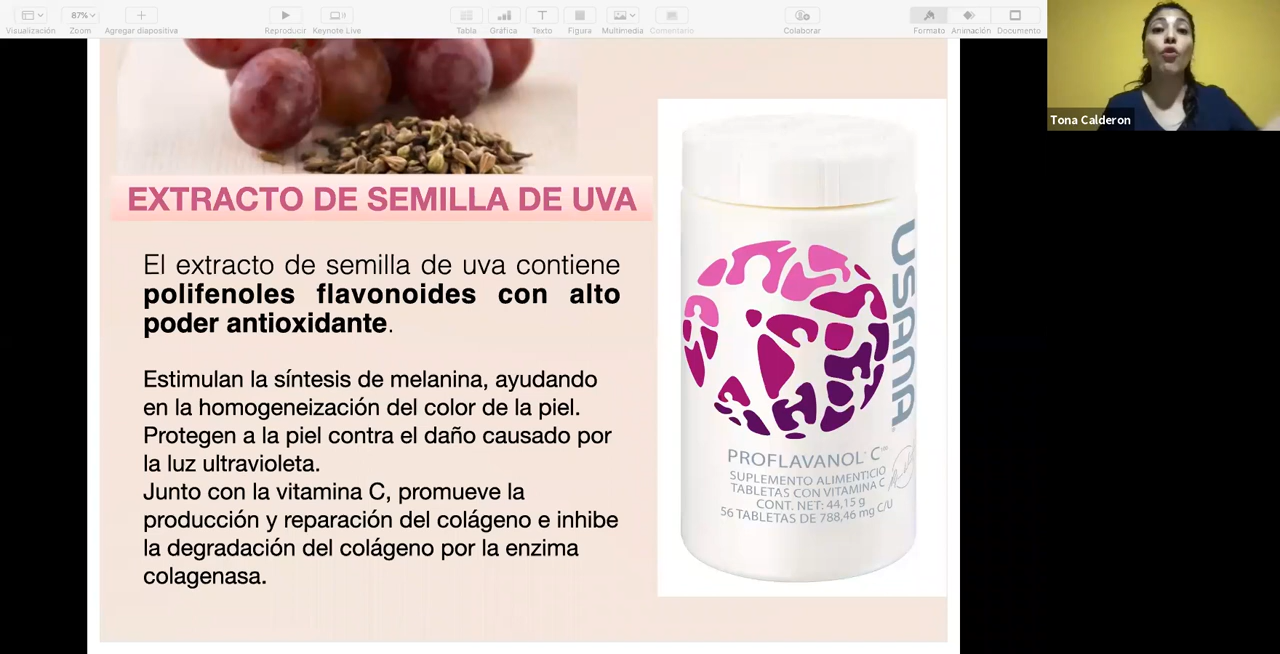 Visualización
87%
Zoom
Agregar diapositiva
Reproducir
Keynote Live
Tabla
Gráfica
Texto
Figura
Multimedia
Comentario
Colaborar
Formato
Animación
Documento
Tona Calderon
EXTRACTO DE SEMILLA DE UVA
El extracto de semilla de uva contiene
polifenoles flavonoides con alto
poder antioxidante.
Estimulan la síntesis de melanina, ayudando
en la homogeneización del color de la piel.
Protegen a la piel contra el daño causado por
la luz ultravioleta.
Junto con la vitamina C, promueve la
producción y reparación del colágeno e inhibe
la degradación del colágeno por la enzima
colagenasa.
USANA
PROFLAVANOL C
SUPLEMENTO ALIMENTICIO
TABLETAS CON VITAMINA C
CONT. NET: 44,15 g
56 TABLETAS DE 788,46 mg C/U